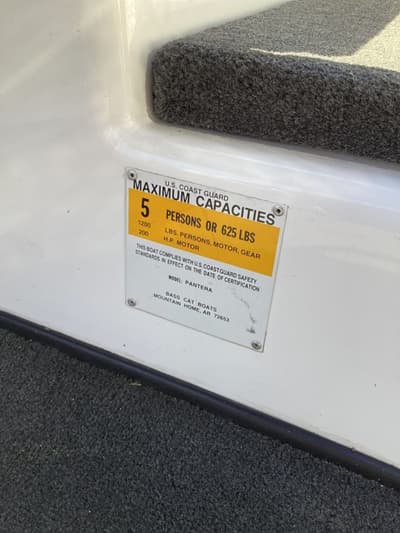 U.S. COAST GUARD
MAXIMUM CAPACITIES
5 PERSONS OR 625 LBS
1200 LBS. PERSONS, MOTOR, GEAR
200 H.P. MOTOR
THIS BOAT COMPLIES WITH U.S. COAST GUARD SAFETY
STANDARDS IN EFFECT ON THE DATE OF CERTIFICATION
MODEL: PANTERA
BASS CAT BOATS
MOUNTAIN HOME, AR 72653